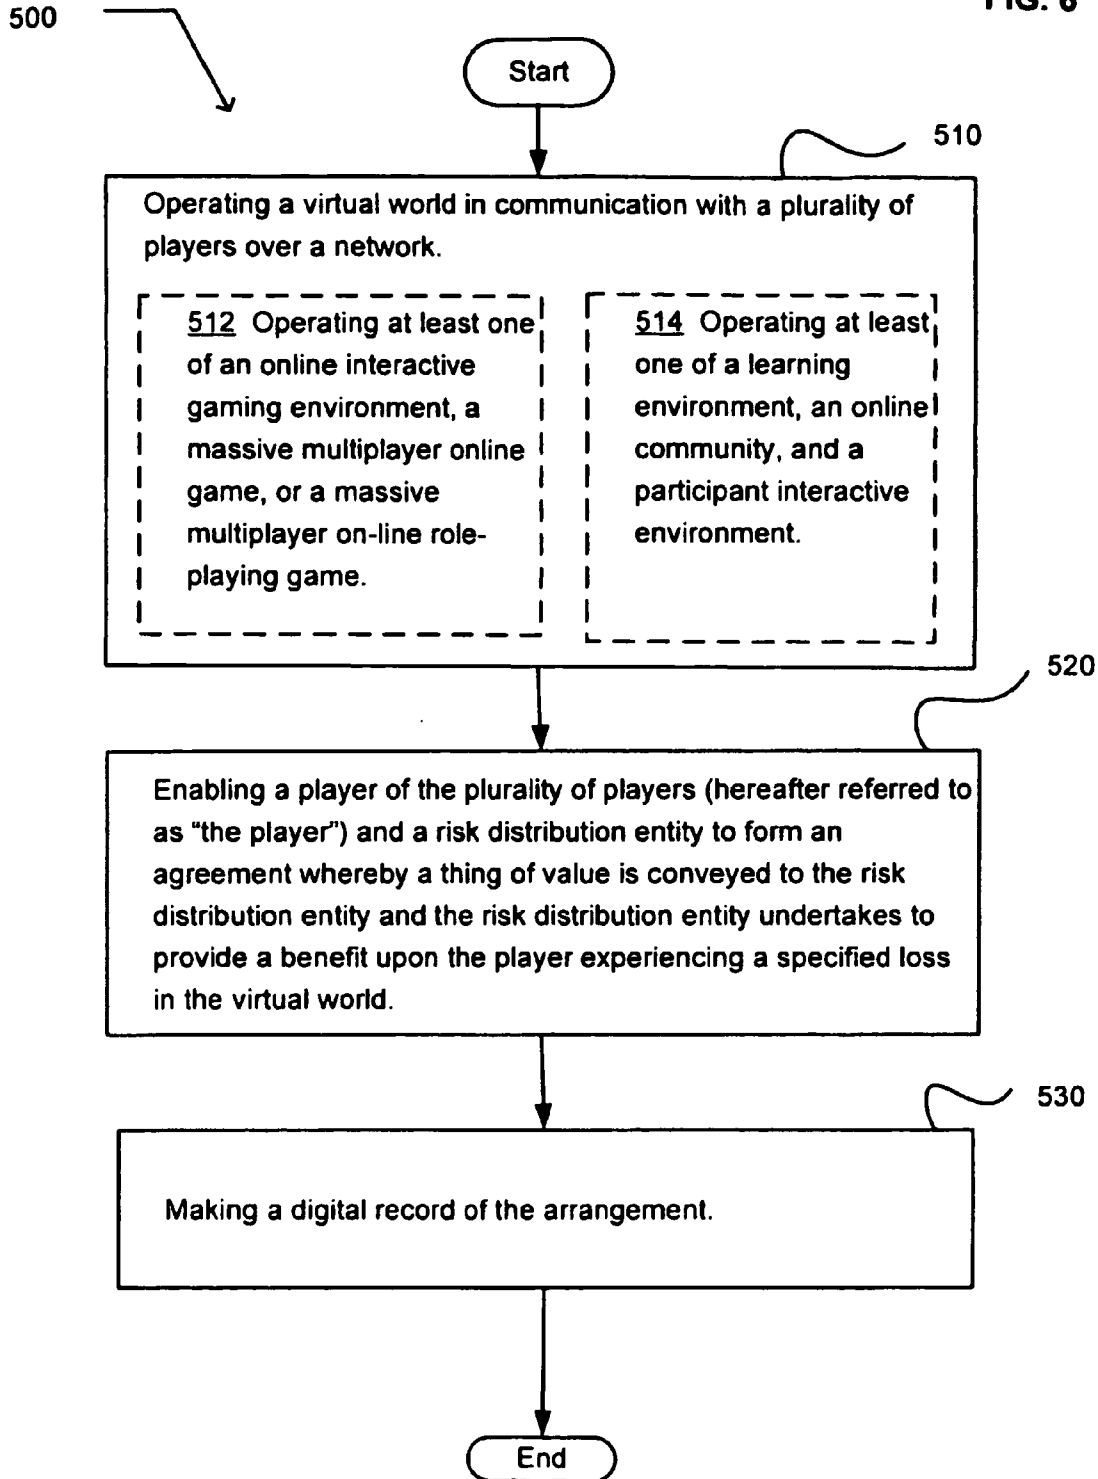 500
FIG. 6
Start
510
Operating a virtual world in communication with a plurality of
players over a network.
512 Operating at least one
of an online interactive
gaming environment, a
massive multiplayer online
game, or a massive
multiplayer on-line role-
playing game.
514 Operating at least
one of a learning
environment, an online
community, and a
participant interactive
environment.
520
Enabling a player of the plurality of players (hereafter referred to
as "the player") and a risk distribution entity to form an
agreement whereby a thing of value is conveyed to the risk
distribution entity and the risk distribution entity undertakes to
provide a benefit upon the player experiencing a specified loss
in the virtual world.
530
Making a digital record of the arrangement.
End